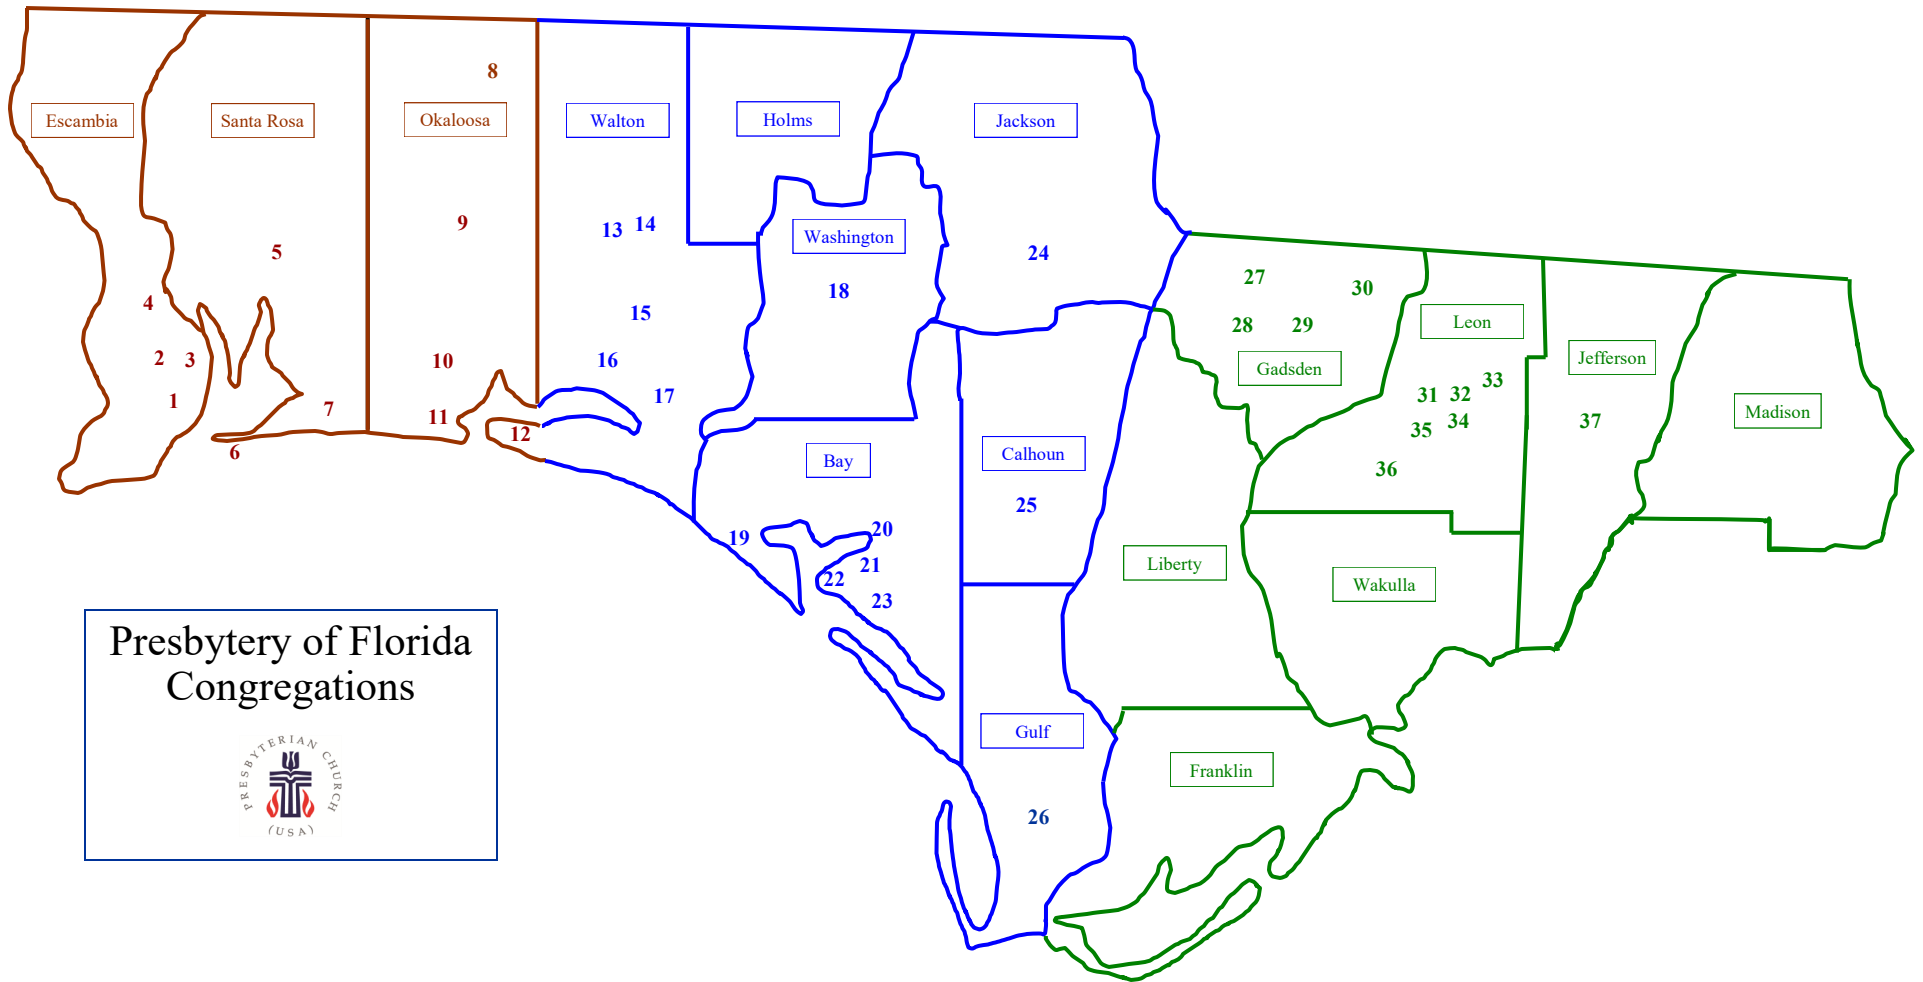 8
Escambia
Santa Rosa
Okaloosa
Walton
Holms
Jackson
5
9
13
14
Washington
24
4
15
18
27
30
28
29
Leon
2
3
10
16
Gadsden
Jefferson
1
7
11
12
17
31
32
33
6
35
34
37
Madison
Bay
Calhoun
36
25
19
20
21
22
23
Liberty
Wakulla
Presbytery of Florida
Congregations
PRESBYTERIAN CHURCH
(USA)
Gulf
Franklin
26